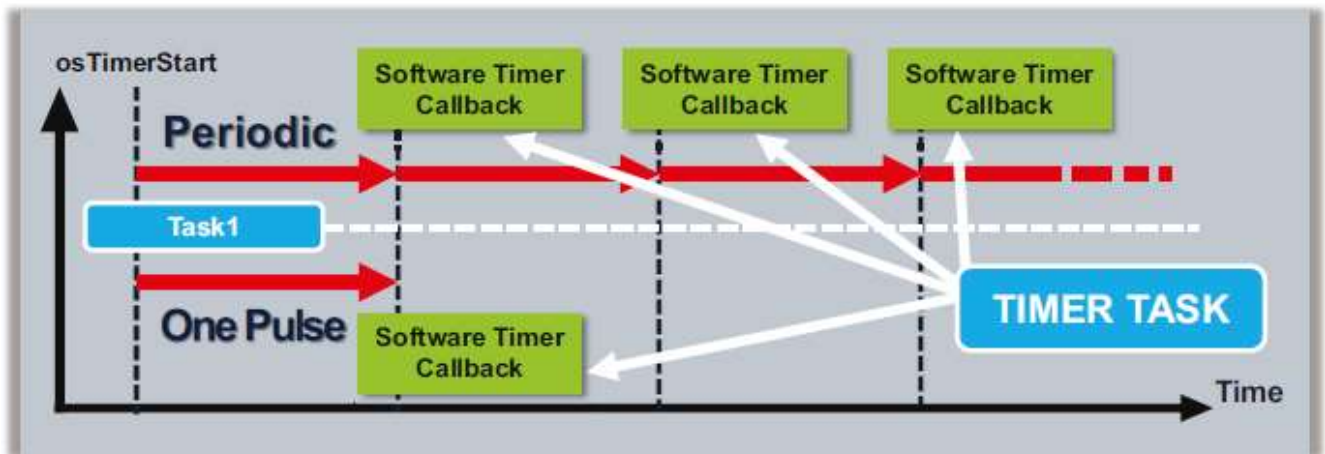 osTimerStart
Software Timer
Callback
Software Timer
Callback
Software Timer
Callback
Periodic
Task1
One Pulse
Software Timer
Callback
TIMER TASK
Time